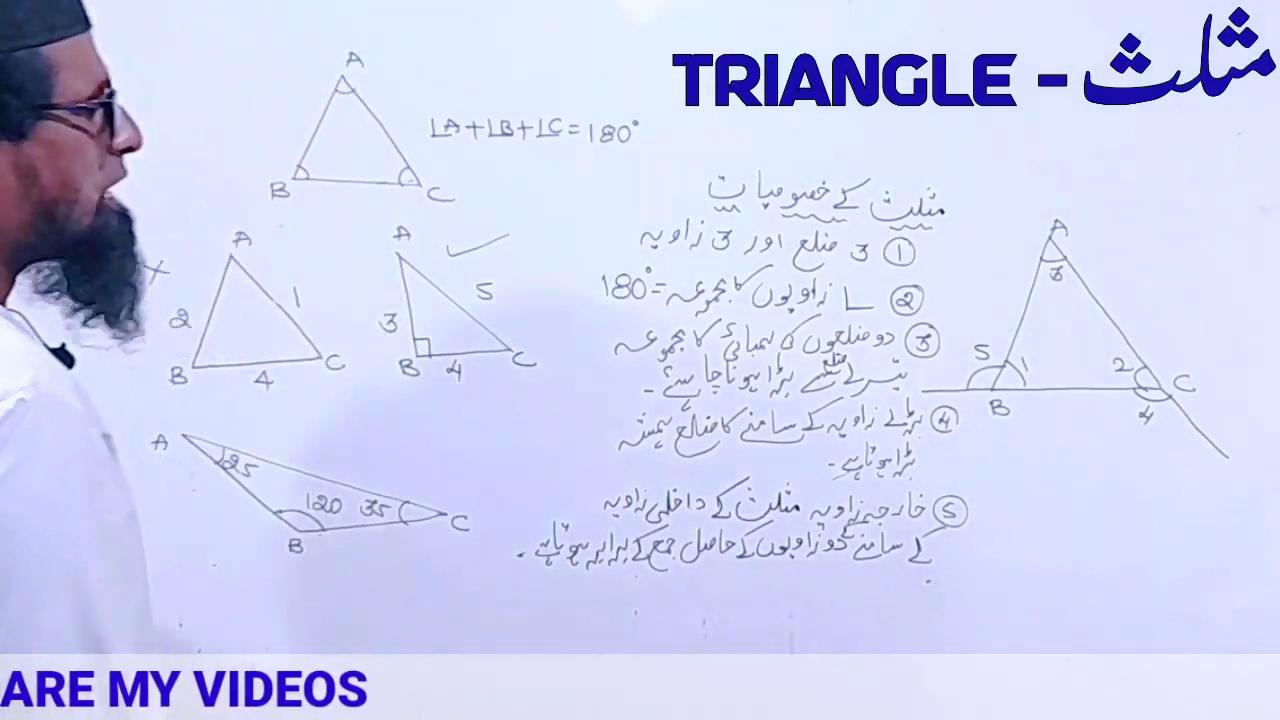 TRIANGLE - مثلث
A
B
C
∠A+∠B+∠C=180°
مثلث کے خصوصیات
① 3 ضلع اور 3 زاویہ
② زاویوں کا مجموعہ =180°
③ دو ضلعوں کی لمبائی کا مجموعہ
تیسرے ضلع سے بڑا ہونا چاہئے۔
④ بڑے زاویہ کے سامنے کا ضلع ہمیشہ
بڑا ہوتا ہے۔
⑤ خارجہ زاویہ مثلث کے داخلی زاویہ
کے سامنے کے دو زاویوں کے حاصل جمع کے برابر ہوتا ہے۔
×
A
2
1
B
4
C
A
3
5
B
4
C
A
25
120
35
B
C
A
3
5
1
2
B
C
4
ARE MY VIDEOS